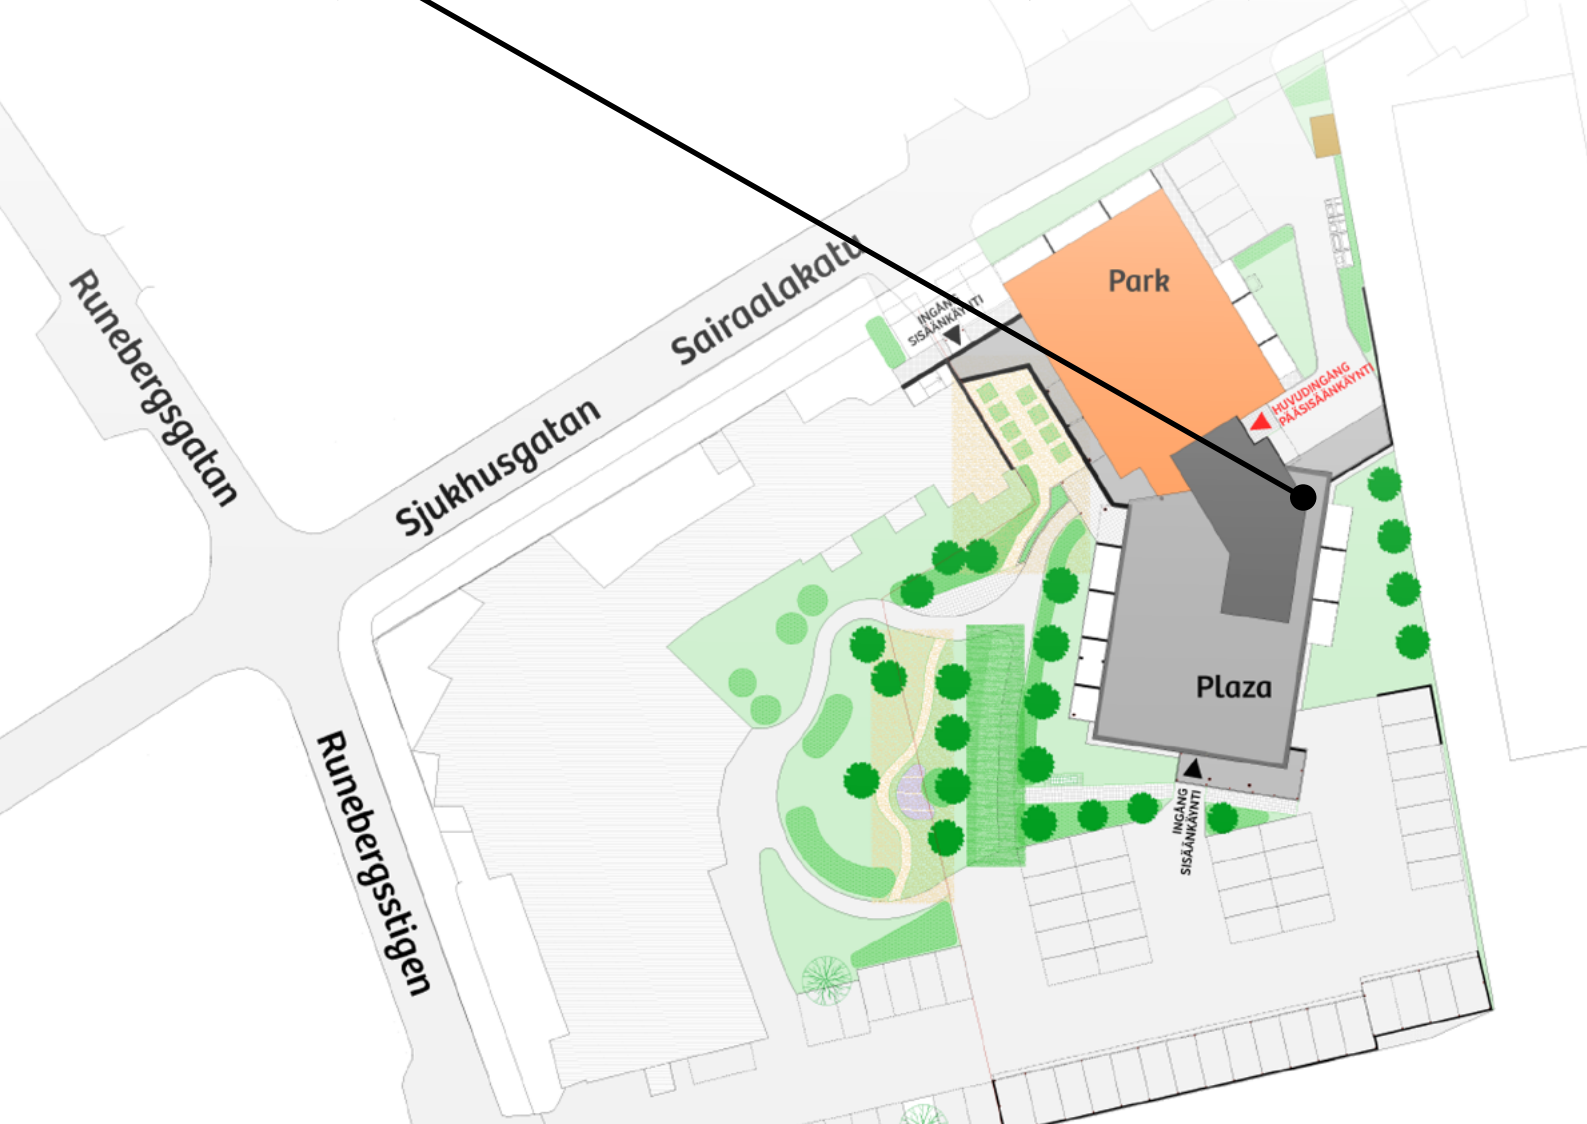 Runebergsgatan
Sjukhusgatan
Sairaalakatu
Runebergsstigen
INGÅNG
SISÄÄNKÄYNTI
Park
HUVUDINGÅNG
PÄÄSISÄÄNKÄYNTI
Plaza
INGÅNG
SISÄÄNKÄYNTI